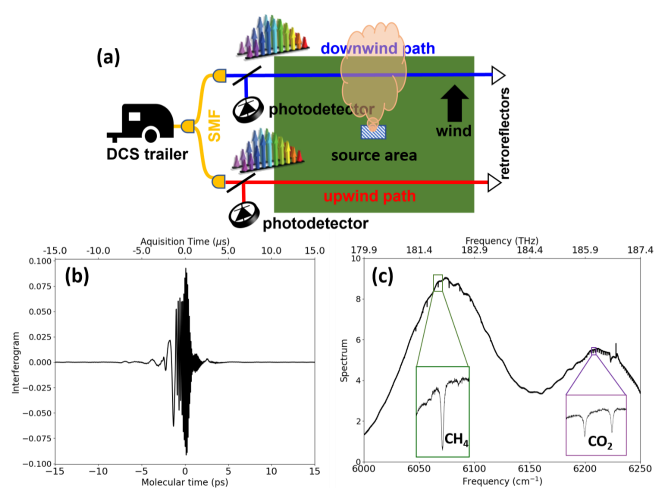 (a)
downwind path
photodetector
wind
DCS trailer
SMF
source area
retroreflectors
upwind path
photodetector
Aquisition Time (μs)
-15.0 -10.0 -5.0 0.0 5.0 10.0 15.0
(b)
0.100
0.075
0.050
0.025
0.000
−0.025
−0.050
−0.075
−0.100
Interferogram
−15 −10 −5 0 5 10 15
Molecular time (ps)
Frequency (THz)
179.9 181.4 182.9 184.4 185.9 187.4
(c)
10
8
6
4
2
0
Spectrum
CH4
CO2
6000 6050 6100 6150 6200 6250
Frequency (cm−1)